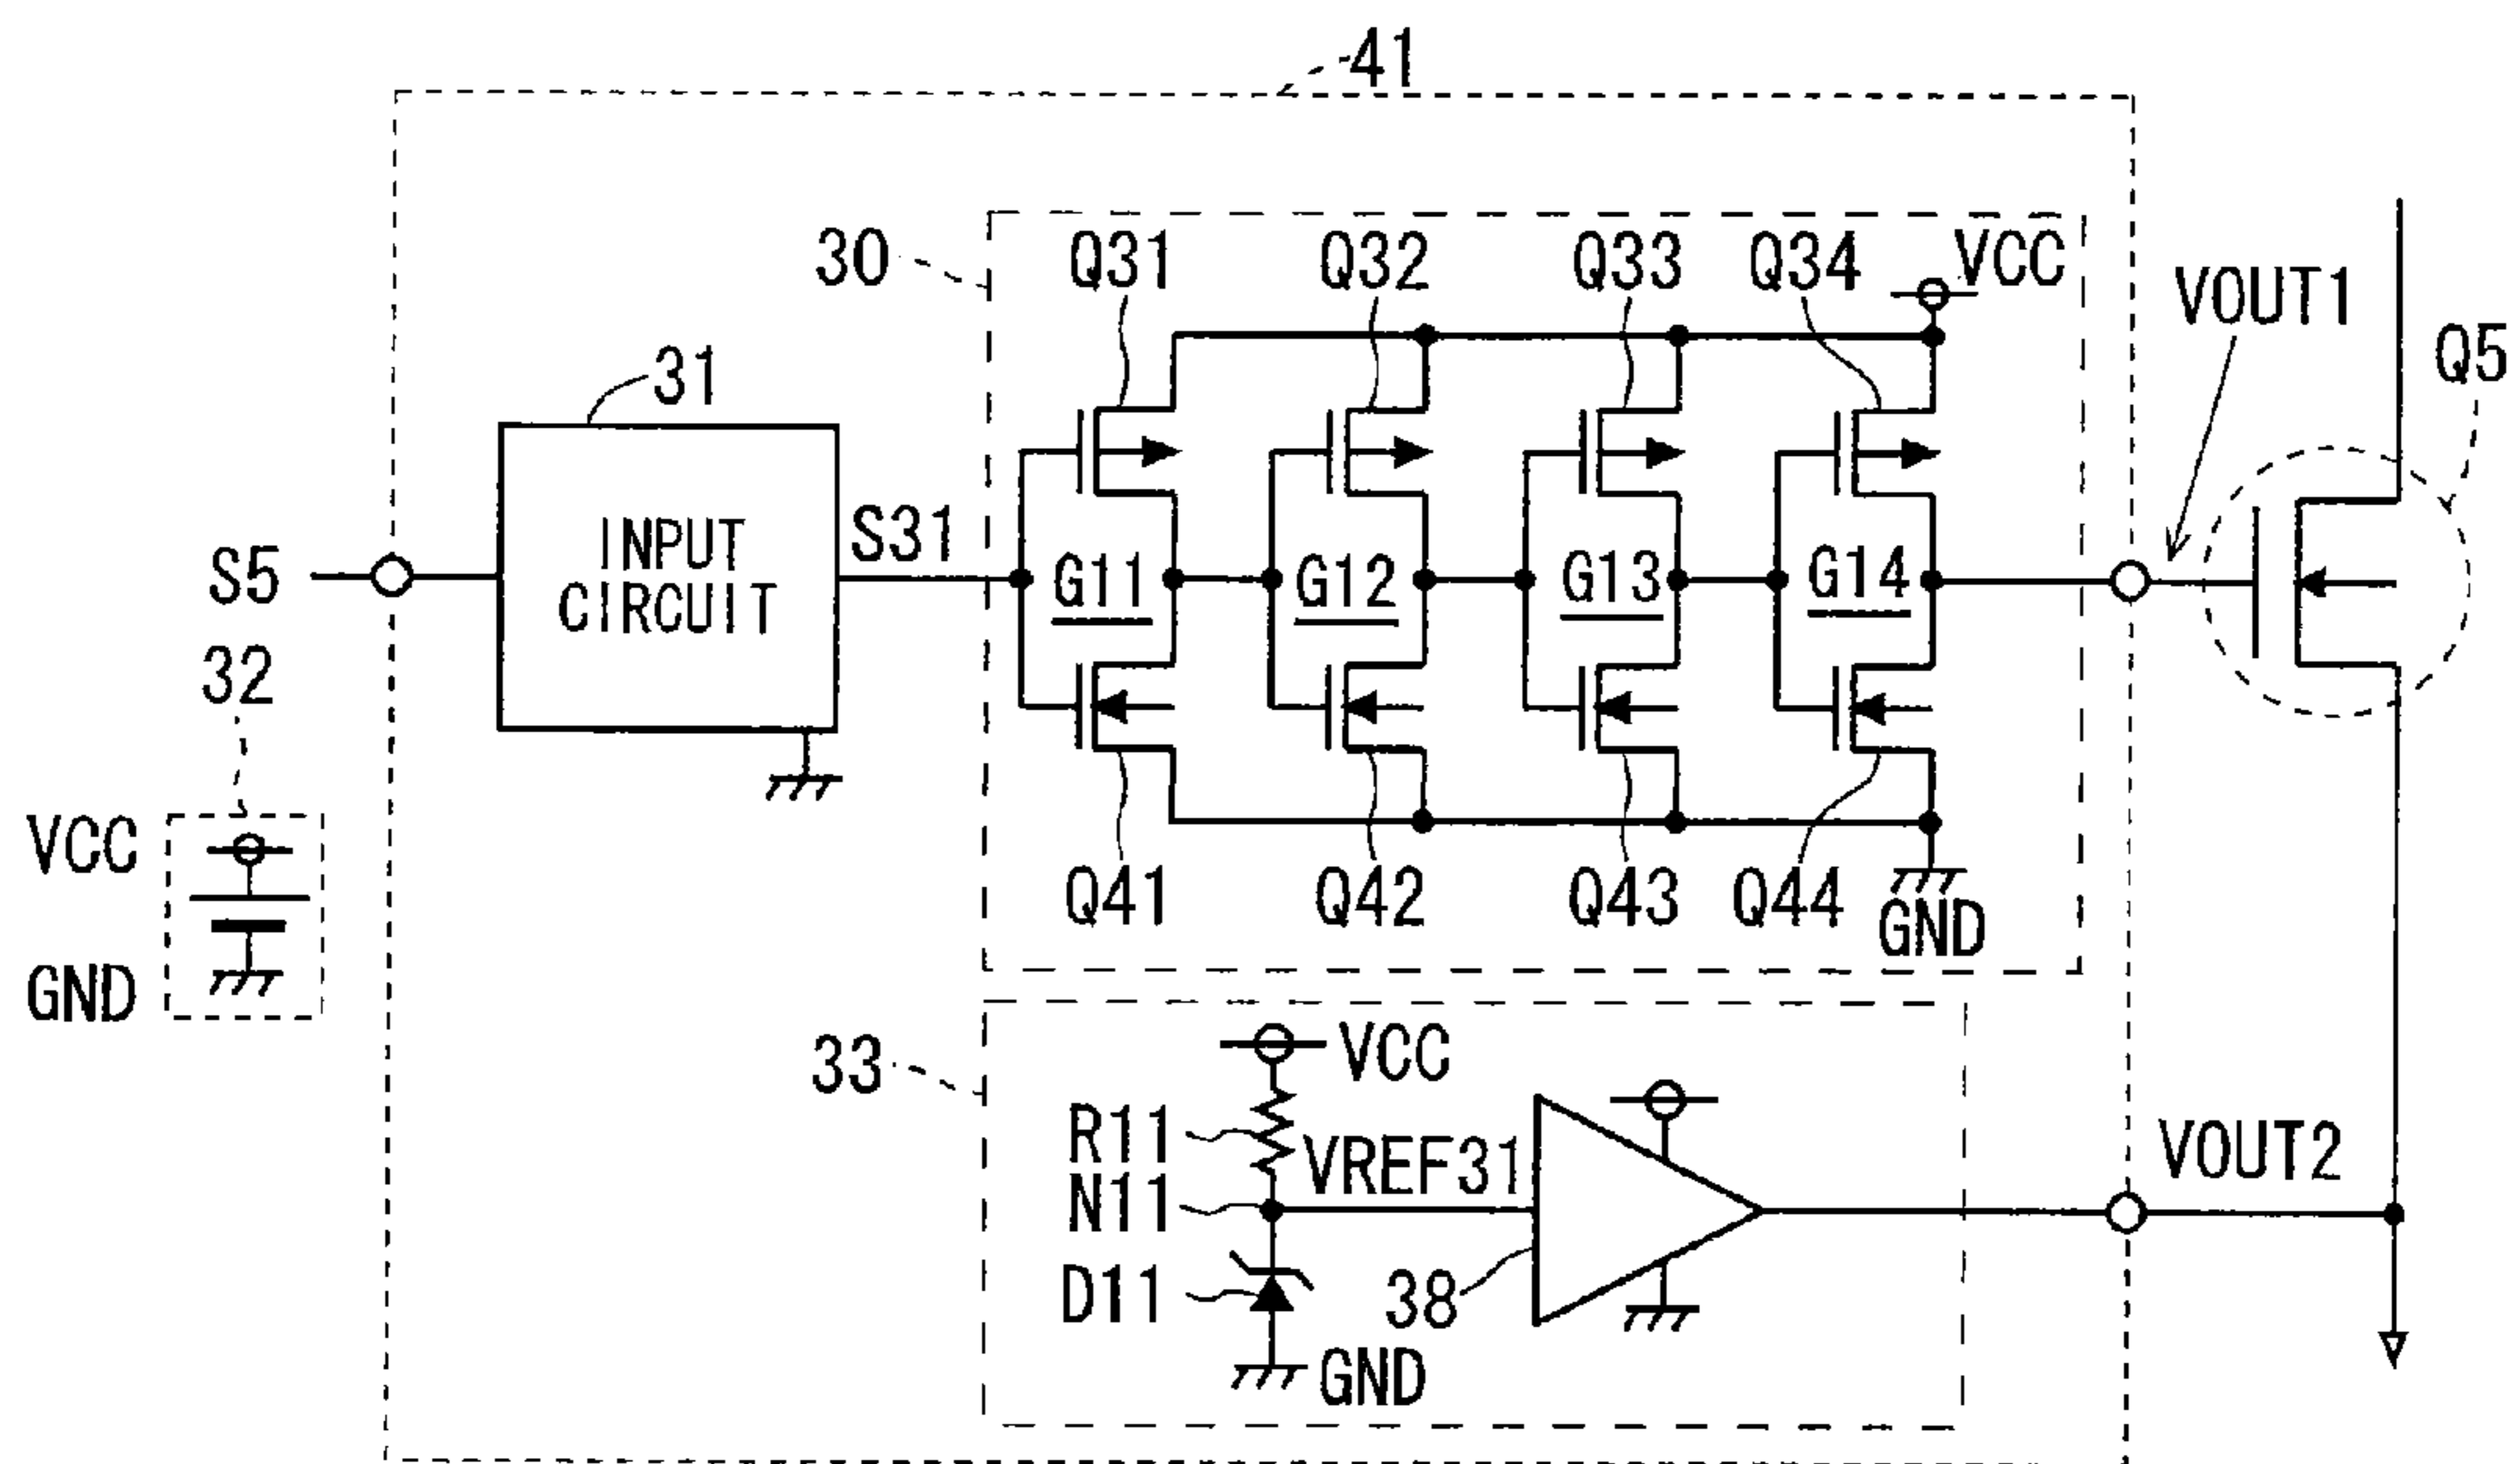 41
30
Q31
Q32
Q33
Q34
VCC
VOUT1
Q5
31
INPUT
CIRCUIT
S31
S5
G11
G12
G13
G14
32
VCC
GND
Q41
Q42
Q43
Q44
GND
33
VCC
R11
VREF31
N11
D11
38
GND
VOUT2